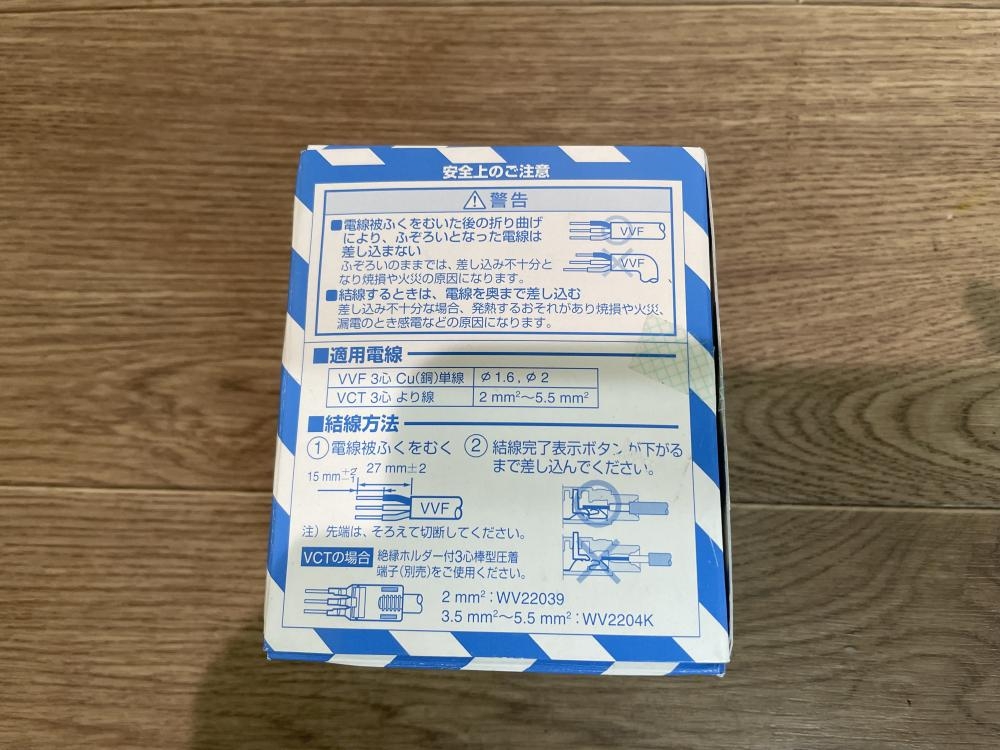 安全上のご注意
警告
■電線被ふくをむいた後の折り曲げ
により、ふぞろいとなった電線は
差し込まない
ふぞろいのままでは、差し込み不十分と
なり焼損や火災の原因になります。
VVF
VVF
■結線するときは、電線を奥まで差し込む
差し込み不十分な場合、発熱するおそれがあり焼損や火災、
漏電のとき感電などの原因になります。
■適用電線
VVF 3心 Cu(銅)単線 φ1.6, φ2
VCT 3心 より線 2 mm²〜5.5 mm²
■結線方法
① 電線被ふくをむく
15 mm +2 −1 27 mm±2
VVF
注) 先端は、そろえて切断してください。
② 結線完了表示ボタンが下がる
まで差し込んでください。
VCTの場合 絶縁ホルダー付3心棒型圧着
端子(別売)をご使用ください。
2 mm²:WV22039
3.5 mm²〜5.5 mm²:WV2204K